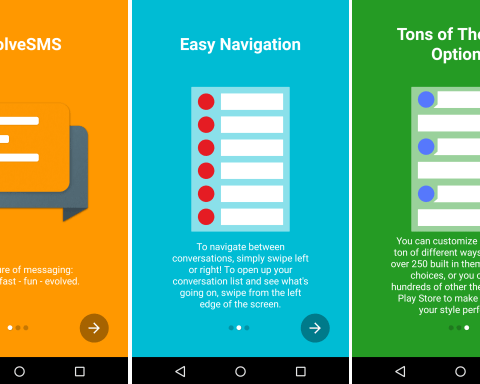 olveSMS
ure of messaging:
fast - fun - evolved.
Easy Navigation
To navigate between
conversations, simply swipe left
or right! To open up your
conversation list and see what's
going on, swipe from the left
edge of the screen.
Tons of The
Option
You can customize
ton of different ways
over 250 built in them
choices, or you c
hundreds of other the
Play Store to make
your style perf